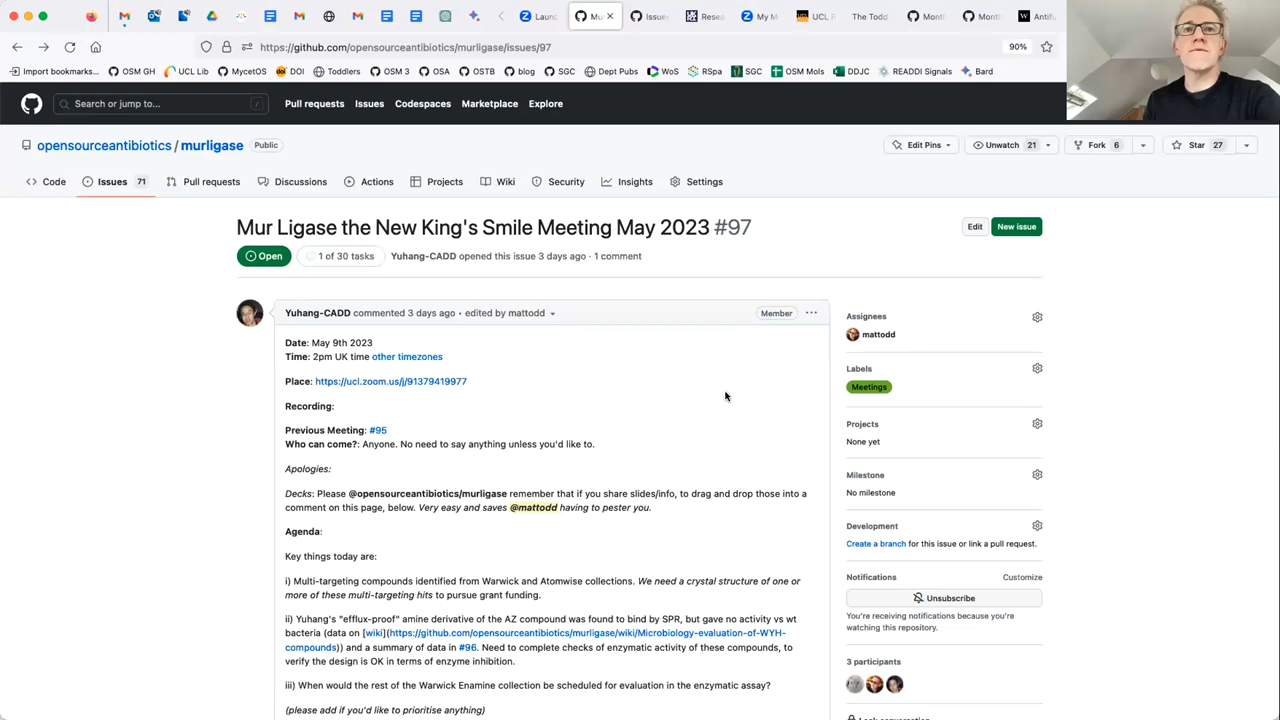 Laun
Mur
Issues
Resea
My M
UCL R
The Todd
Month
Month
Antifu
https://github.com/opensourceantibiotics/murligase/issues/97
90%
Import bookmarks...
OSM GH
UCL Lib
MycetOS
DOI
Toddlers
OSM 3
OSA
OSTB
blog
SGC
Dept Pubs
WoS
RSpa
SGC
OSM Mols
DDJC
READDI Signals
Bard
Search or jump to...
/
Pull requests
Issues
Codespaces
Marketplace
Explore
opensourceantibiotics / murligase
Public
Edit Pins
Unwatch 21
Fork 6
Star 27
Code
Issues 71
Pull requests
Discussions
Actions
Projects
Wiki
Security
Insights
Settings
Mur Ligase the New King's Smile Meeting May 2023 #97
Edit
New issue
Open
1 of 30 tasks
Yuhang-CADD opened this issue 3 days ago · 1 comment
Yuhang-CADD commented 3 days ago • edited by mattodd
Member
Date: May 9th 2023
Time: 2pm UK time other timezones
Place: https://ucl.zoom.us/j/91379419977
Recording:
Previous Meeting: #95
Who can come?: Anyone. No need to say anything unless you'd like to.
Apologies:
Decks: Please @opensourceantibiotics/murligase remember that if you share slides/info, to drag and drop those into a
comment on this page, below. Very easy and saves @mattodd having to pester you.
Agenda:
Key things today are:
i) Multi-targeting compounds identified from Warwick and Atomwise collections. We need a crystal structure of one or
more of these multi-targeting hits to pursue grant funding.
ii) Yuhang's "efflux-proof" amine derivative of the AZ compound was found to bind by SPR, but gave no activity vs wt
bacteria (data on [wiki](https://github.com/opensourceantibiotics/murligase/wiki/Microbiology-evaluation-of-WYH-
compounds)) and a summary of data in #96. Need to complete checks of enzymatic activity of these compounds, to
verify the design is OK in terms of enzyme inhibition.
iii) When would the rest of the Warwick Enamine collection be scheduled for evaluation in the enzymatic assay?
(please add if you'd like to prioritise anything)
Assignees
mattodd
Labels
Meetings
Projects
None yet
Milestone
No milestone
Development
Create a branch for this issue or link a pull request.
Notifications
Customize
Unsubscribe
You're receiving notifications because you're
watching this repository.
3 participants